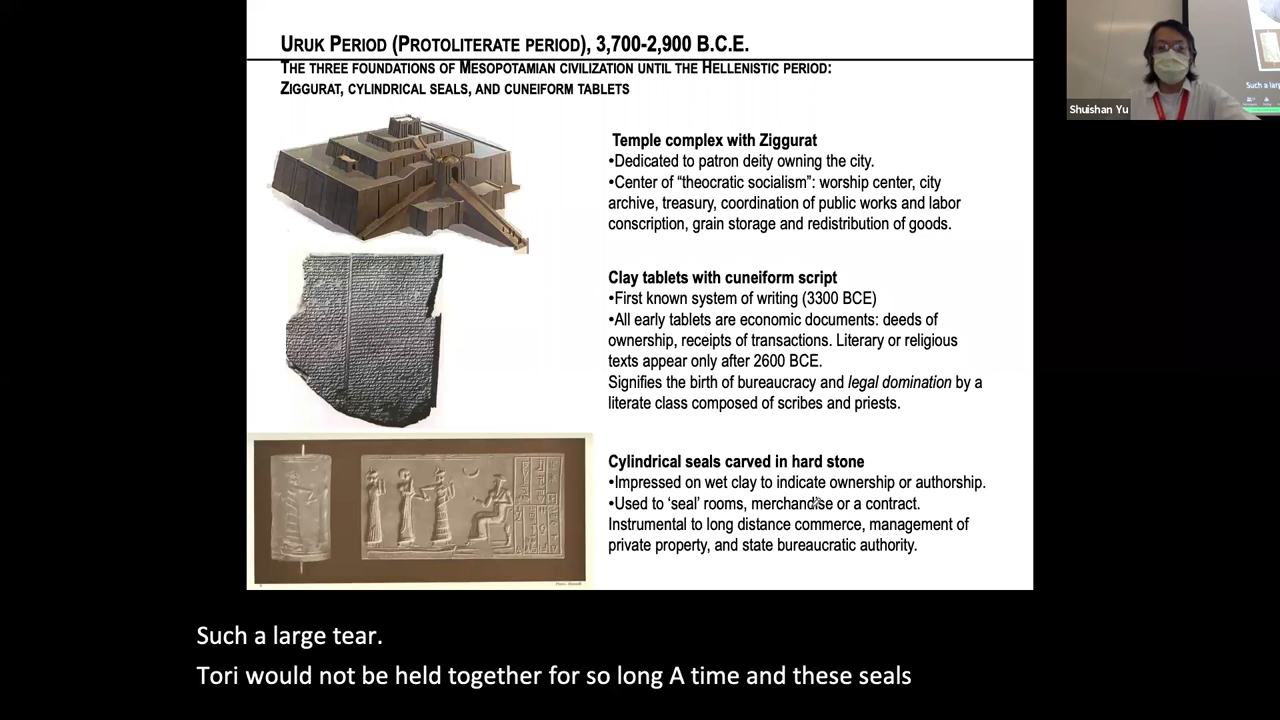 URUK PERIOD (PROTOLITERATE PERIOD), 3,700-2,900 B.C.E.
THE THREE FOUNDATIONS OF MESOPOTAMIAN CIVILIZATION UNTIL THE HELLENISTIC PERIOD:
ZIGGURAT, CYLINDRICAL SEALS, AND CUNEIFORM TABLETS
Temple complex with Ziggurat
•Dedicated to patron deity owning the city.
•Center of “theocratic socialism”: worship center, city
archive, treasury, coordination of public works and labor
conscription, grain storage and redistribution of goods.
Clay tablets with cuneiform script
•First known system of writing (3300 BCE)
•All early tablets are economic documents: deeds of
ownership, receipts of transactions. Literary or religious
texts appear only after 2600 BCE.
Signifies the birth of bureaucracy and legal domination by a
literate class composed of scribes and priests.
Cylindrical seals carved in hard stone
•Impressed on wet clay to indicate ownership or authorship.
•Used to ‘seal’ rooms, merchandise or a contract.
Instrumental to long distance commerce, management of
private property, and state bureaucratic authority.
Shuishan Yu
Such a larg
Such a large tear.
Tori would not be held together for so long A time and these seals